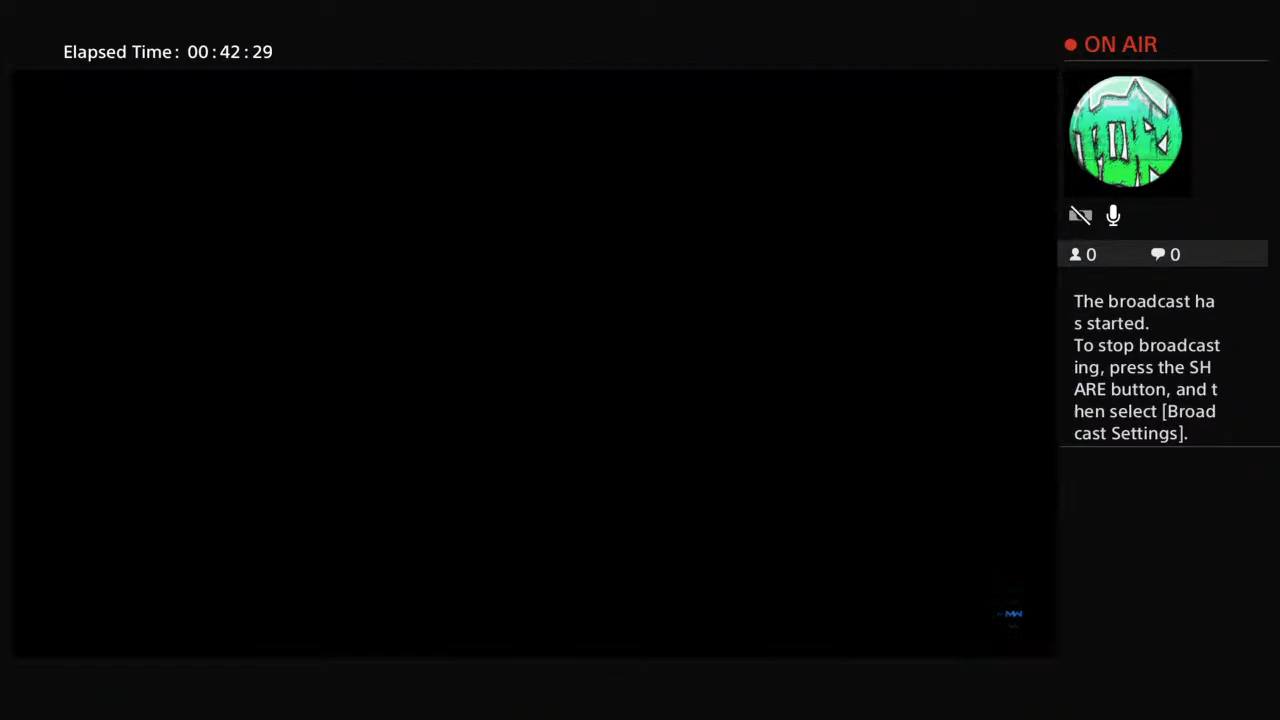 Elapsed Time: 00:42:29
ON AIR
0
0
The broadcast ha
s started.
To stop broadcast
ing, press the SH
ARE button, and t
hen select [Broad
cast Settings].
MW